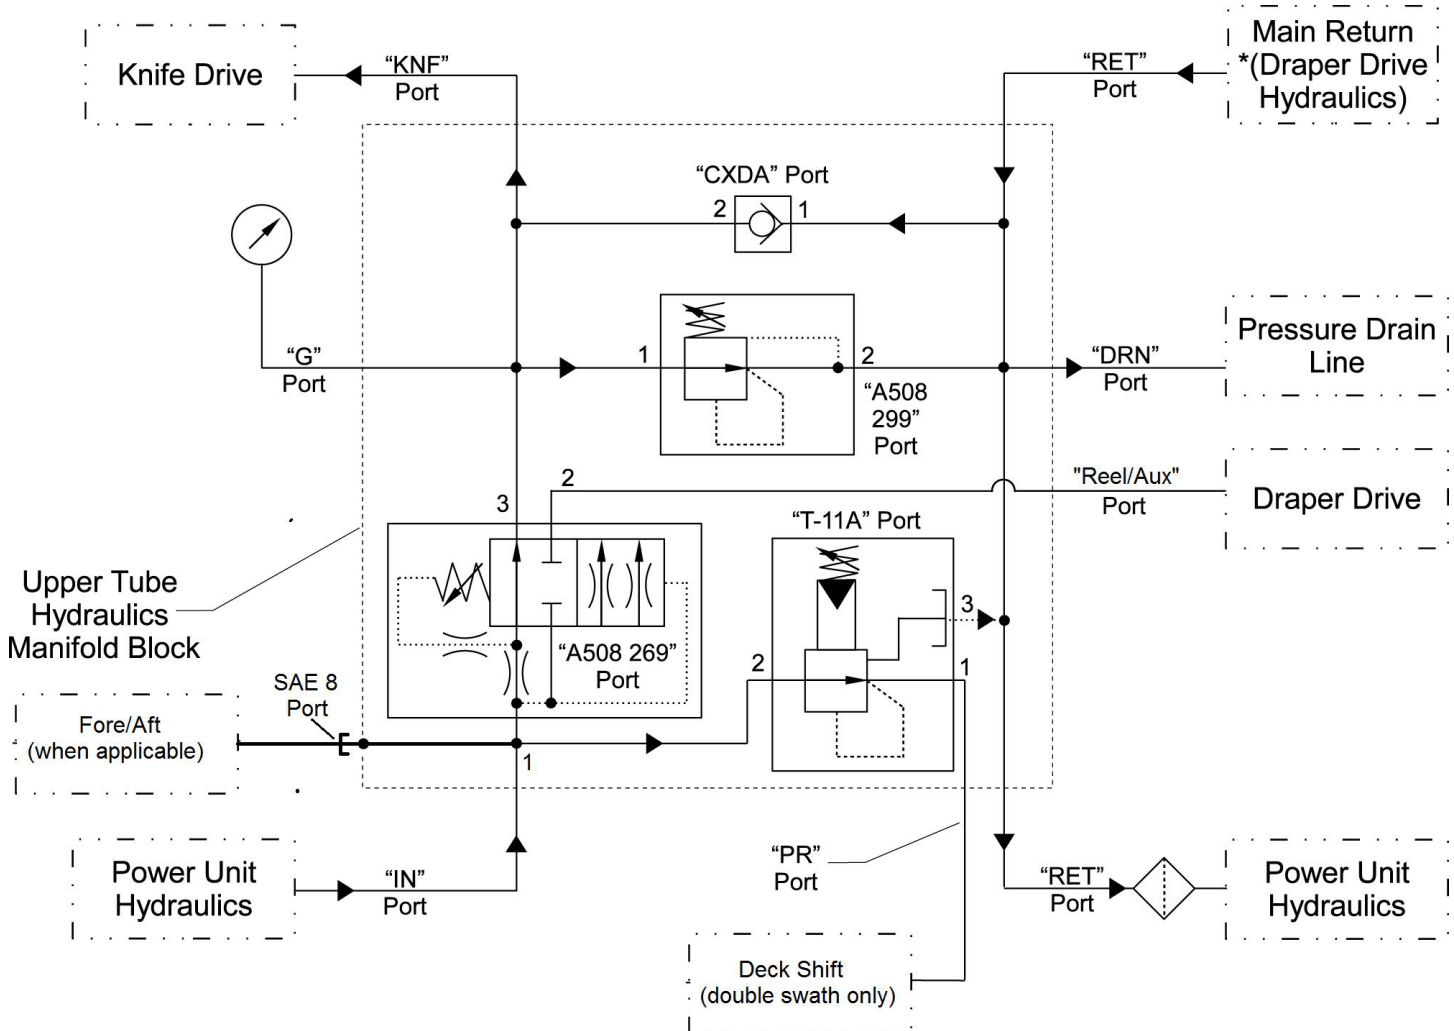 Knife Drive
“KNF”
Port
“RET”
Port
Main Return
*(Draper Drive
Hydraulics)
“CXDA” Port
2
1
“G”
Port
1
2
“A508
299”
Port
“DRN”
Port
Pressure Drain
Line
3
2
"Reel/Aux"
Port
Draper Drive
“T-11A” Port
Upper Tube
Hydraulics
Manifold Block
“A508 269”
Port
3
2
1
SAE 8
Port
Fore/Aft
(when applicable)
1
Power Unit
Hydraulics
“IN”
Port
“PR”
Port
“RET”
Port
Power Unit
Hydraulics
Deck Shift
(double swath only)